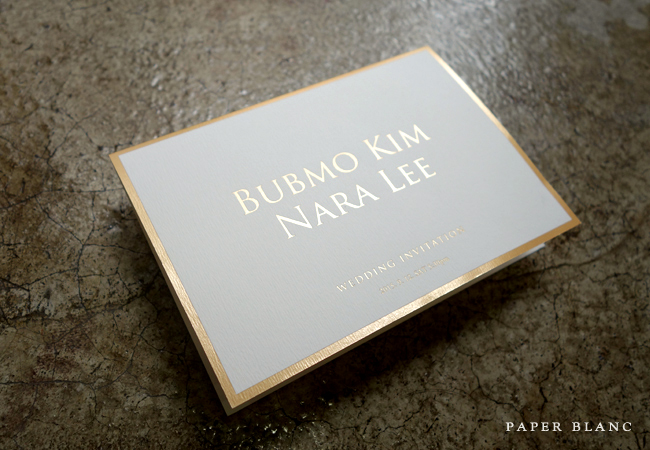 BUBMO KIM
NARA LEE
WEDDING INVITATION
PAPER BLANC